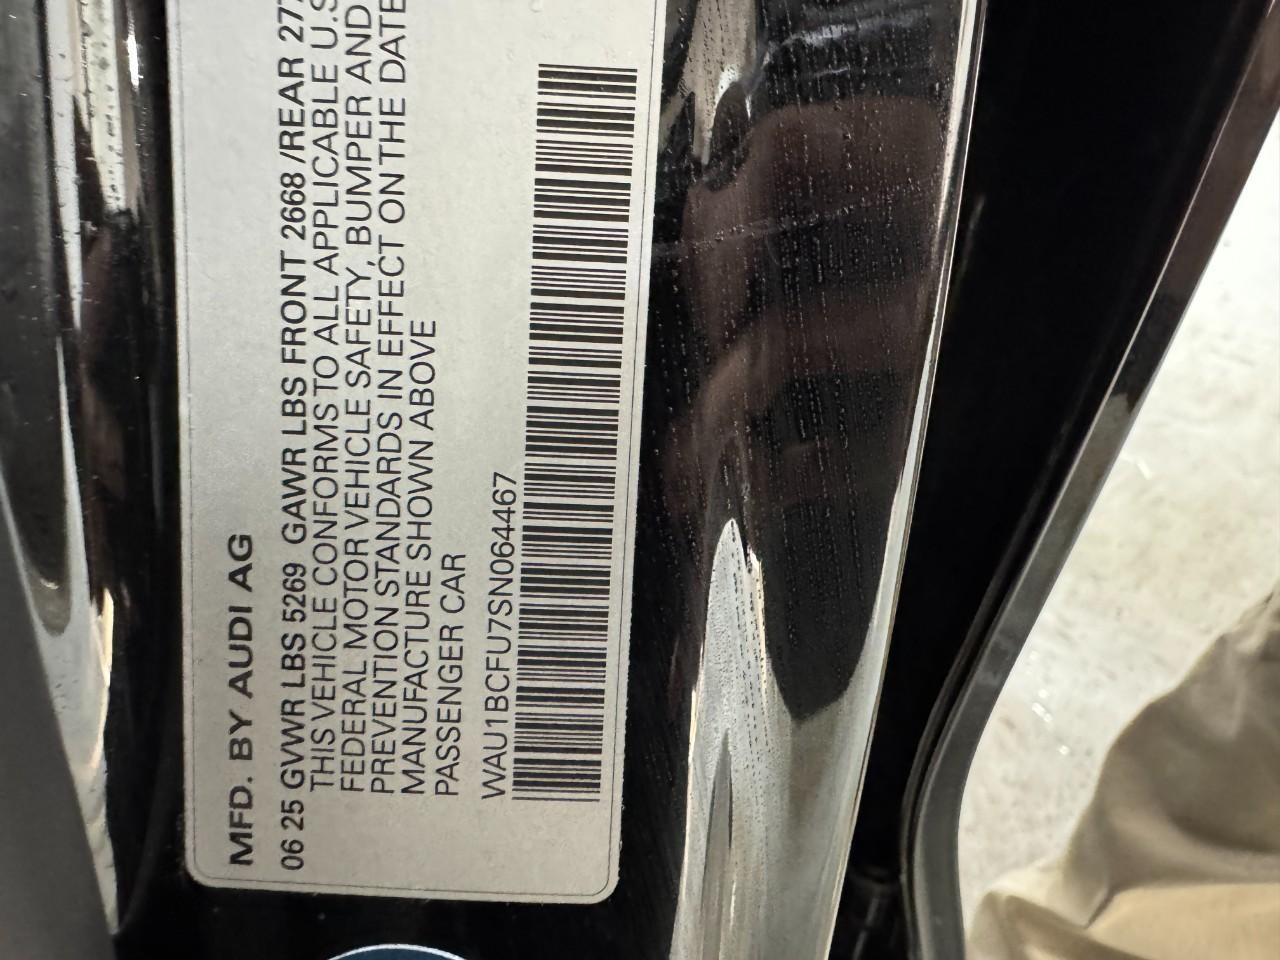 MFD. BY AUDI AG
06 25 GVWR LBS 5269 GAWR LBS FRONT 2668 /REAR
THIS VEHICLE CONFORMS TO ALL APPLICABLE U.S
FEDERAL MOTOR VEHICLE SAFETY, BUMPER AND
PREVENTION STANDARDS IN EFFECT ON THE DATE
MANUFACTURE SHOWN ABOVE
PASSENGER CAR
WAU1BCFU7SN064467